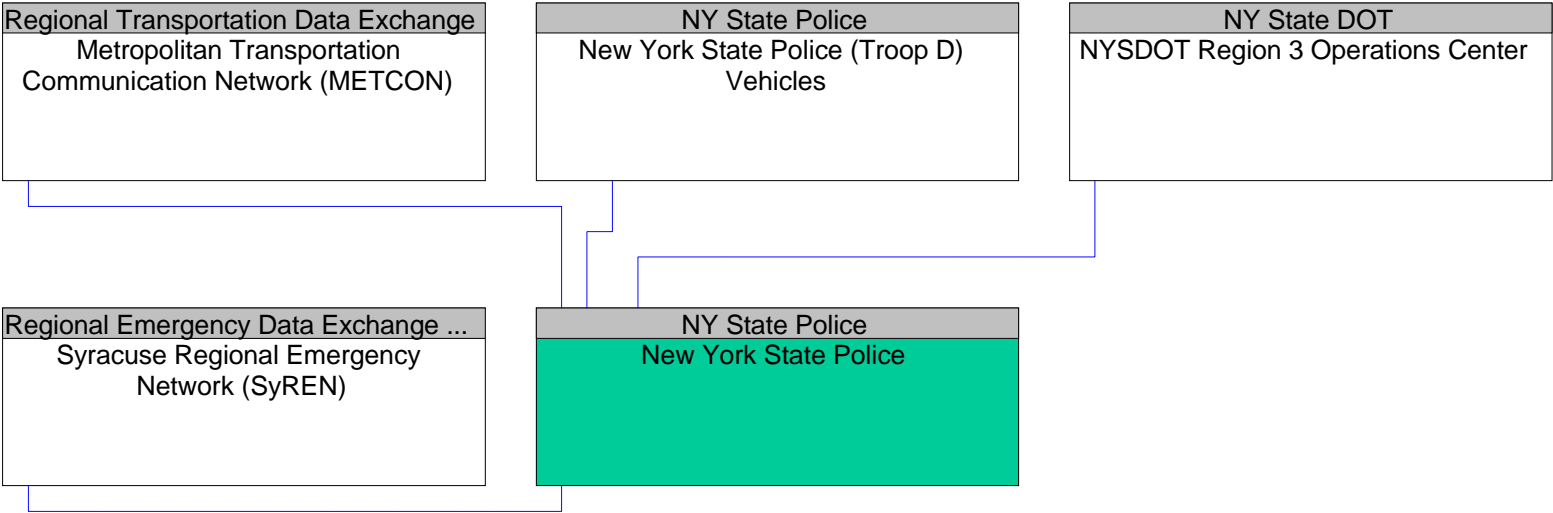 Regional Transportation Data Exchange
Metropolitan Transportation
Communication Network (METCON)
NY State Police
New York State Police (Troop D)
Vehicles
NY State DOT
NYSDOT Region 3 Operations Center
Regional Emergency Data Exchange ...
Syracuse Regional Emergency
Network (SyREN)
NY State Police
New York State Police